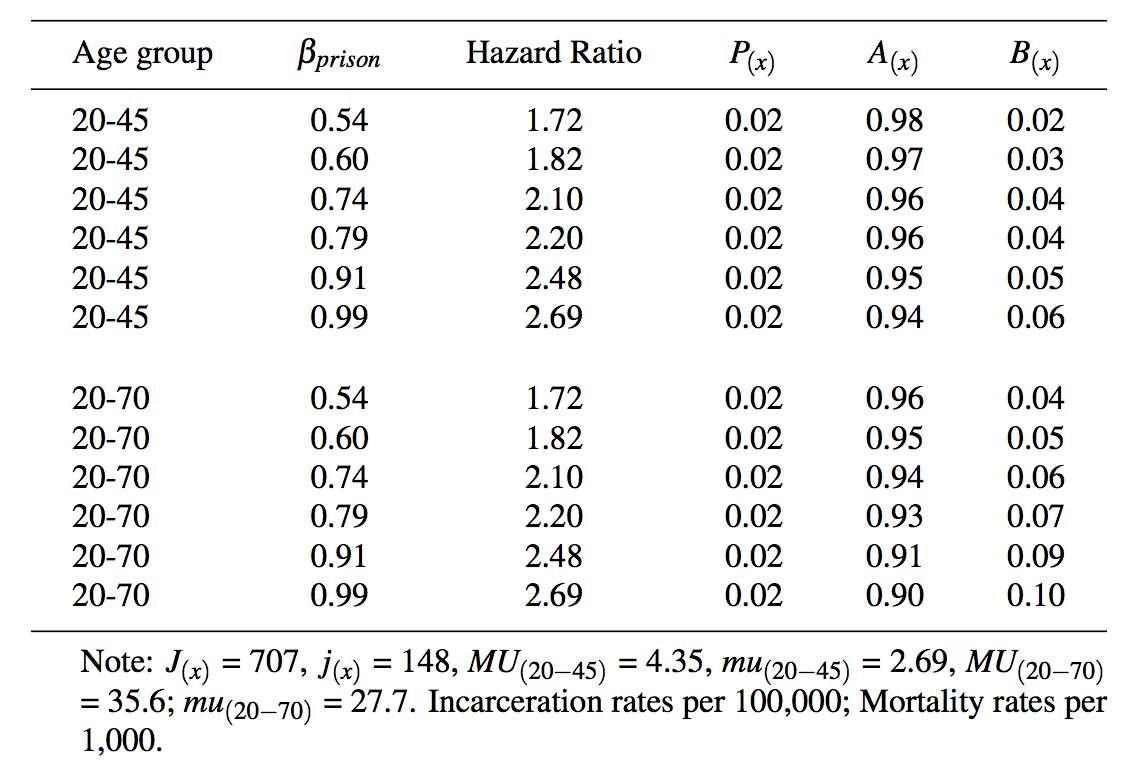 Age group β_prison Hazard Ratio P_(x) A_(x) B_(x)
20-45 0.54 1.72 0.02 0.98 0.02
20-45 0.60 1.82 0.02 0.97 0.03
20-45 0.74 2.10 0.02 0.96 0.04
20-45 0.79 2.20 0.02 0.96 0.04
20-45 0.91 2.48 0.02 0.95 0.05
20-45 0.99 2.69 0.02 0.94 0.06
20-70 0.54 1.72 0.02 0.96 0.04
20-70 0.60 1.82 0.02 0.95 0.05
20-70 0.74 2.10 0.02 0.94 0.06
20-70 0.79 2.20 0.02 0.93 0.07
20-70 0.91 2.48 0.02 0.91 0.09
20-70 0.99 2.69 0.02 0.90 0.10
Note: J_(x) = 707, j_(x) = 148, MU_(20−45) = 4.35, mu_(20−45) = 2.69, MU_(20−70)
= 35.6; mu_(20−70) = 27.7. Incarceration rates per 100,000; Mortality rates per
1,000.